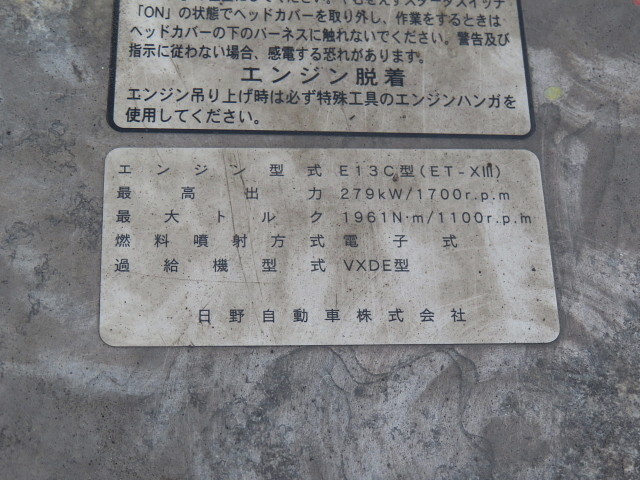 「ON」の状態でヘッドカバーを取り外し、作業をするときは
ヘッドカバーの下のハーネスに触れないでください。警告及び
指示に従わない場合、感電する恐れがあります。
エンジン脱着
エンジン吊り上げ時は必ず特殊工具のエンジンハンガを
使用してください。
エンジン型式 E13C型(ET-XIII)
最高出力 279kW/1700r.p.m
最大トルク 1961N·m/1100r.p.m
燃料噴射方式 電子式
過給機型式 VXDE型
日野自動車株式会社